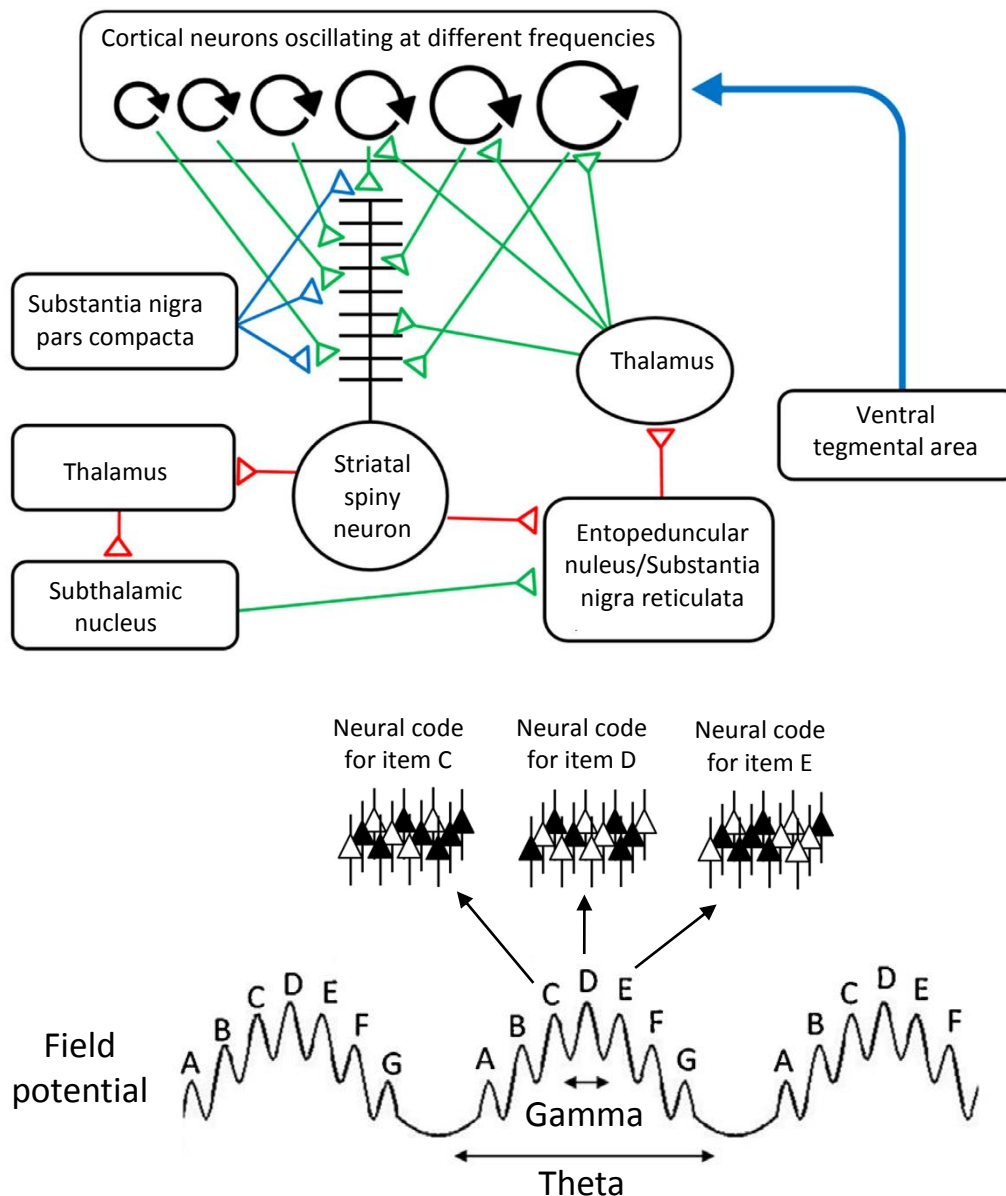 Cortical neurons oscillating at different frequencies
Substantia nigra
pars compacta
Thalamus
Ventral
tegmental area
Thalamus
Striatal
spiny
neuron
Entopeduncular
nuleus/Substantia
nigra reticulata
Subthalamic
nucleus
Neural code
for item C
Neural code
for item D
Neural code
for item E
A B C D E F G
A B C D E F G
A B C D E F
Field
potential
Gamma
Theta